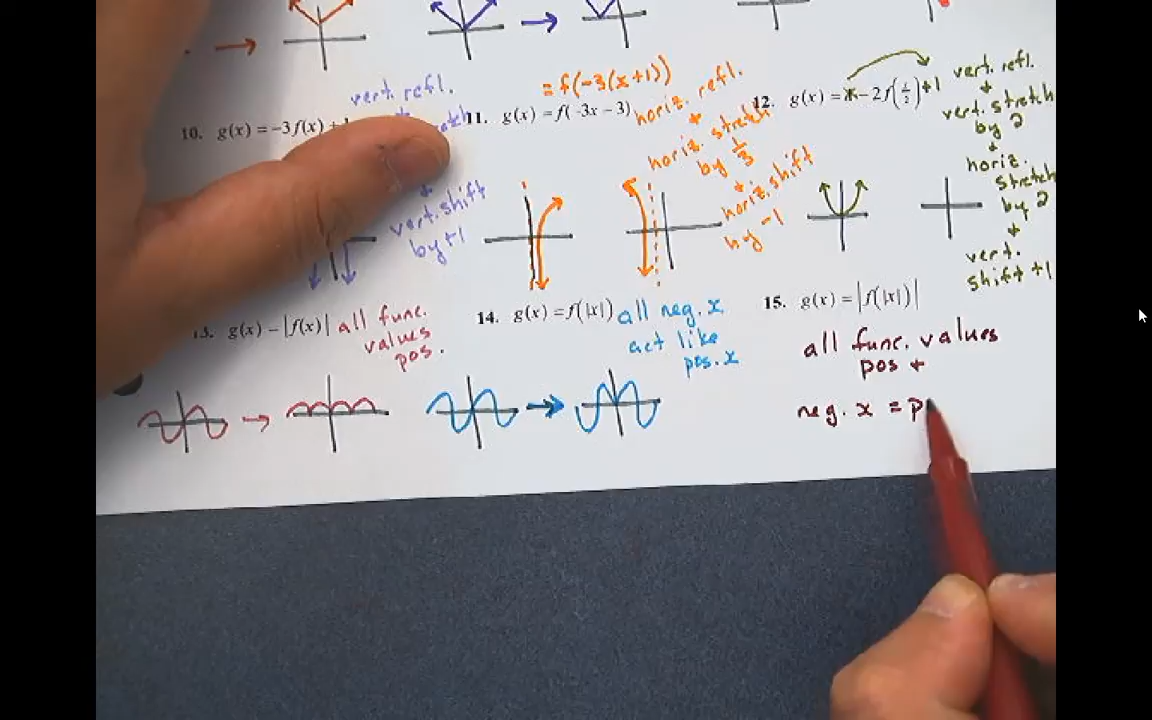 vert. refl.
10. g(x) = -3f(x) +
vert. shift
by +1
= f(-3(x+1))
11. g(x) = f( -3x - 3)
horiz. refl.
+
horiz. stretch
by 1/3
+
horiz. shift
by -1
12. g(x) = - 2f(x/2) +1
vert. refl.
+
vert. stretch
by 2
+
horiz.
stretch
by 2
+
vert.
shift +1
g(x) = |f(x)| all func.
values
pos.
14. g(x) = f(|x|) all neg. x
act like
pos. x
15. g(x) = |f(|x|)|
all func. values
pos +
neg. x = p